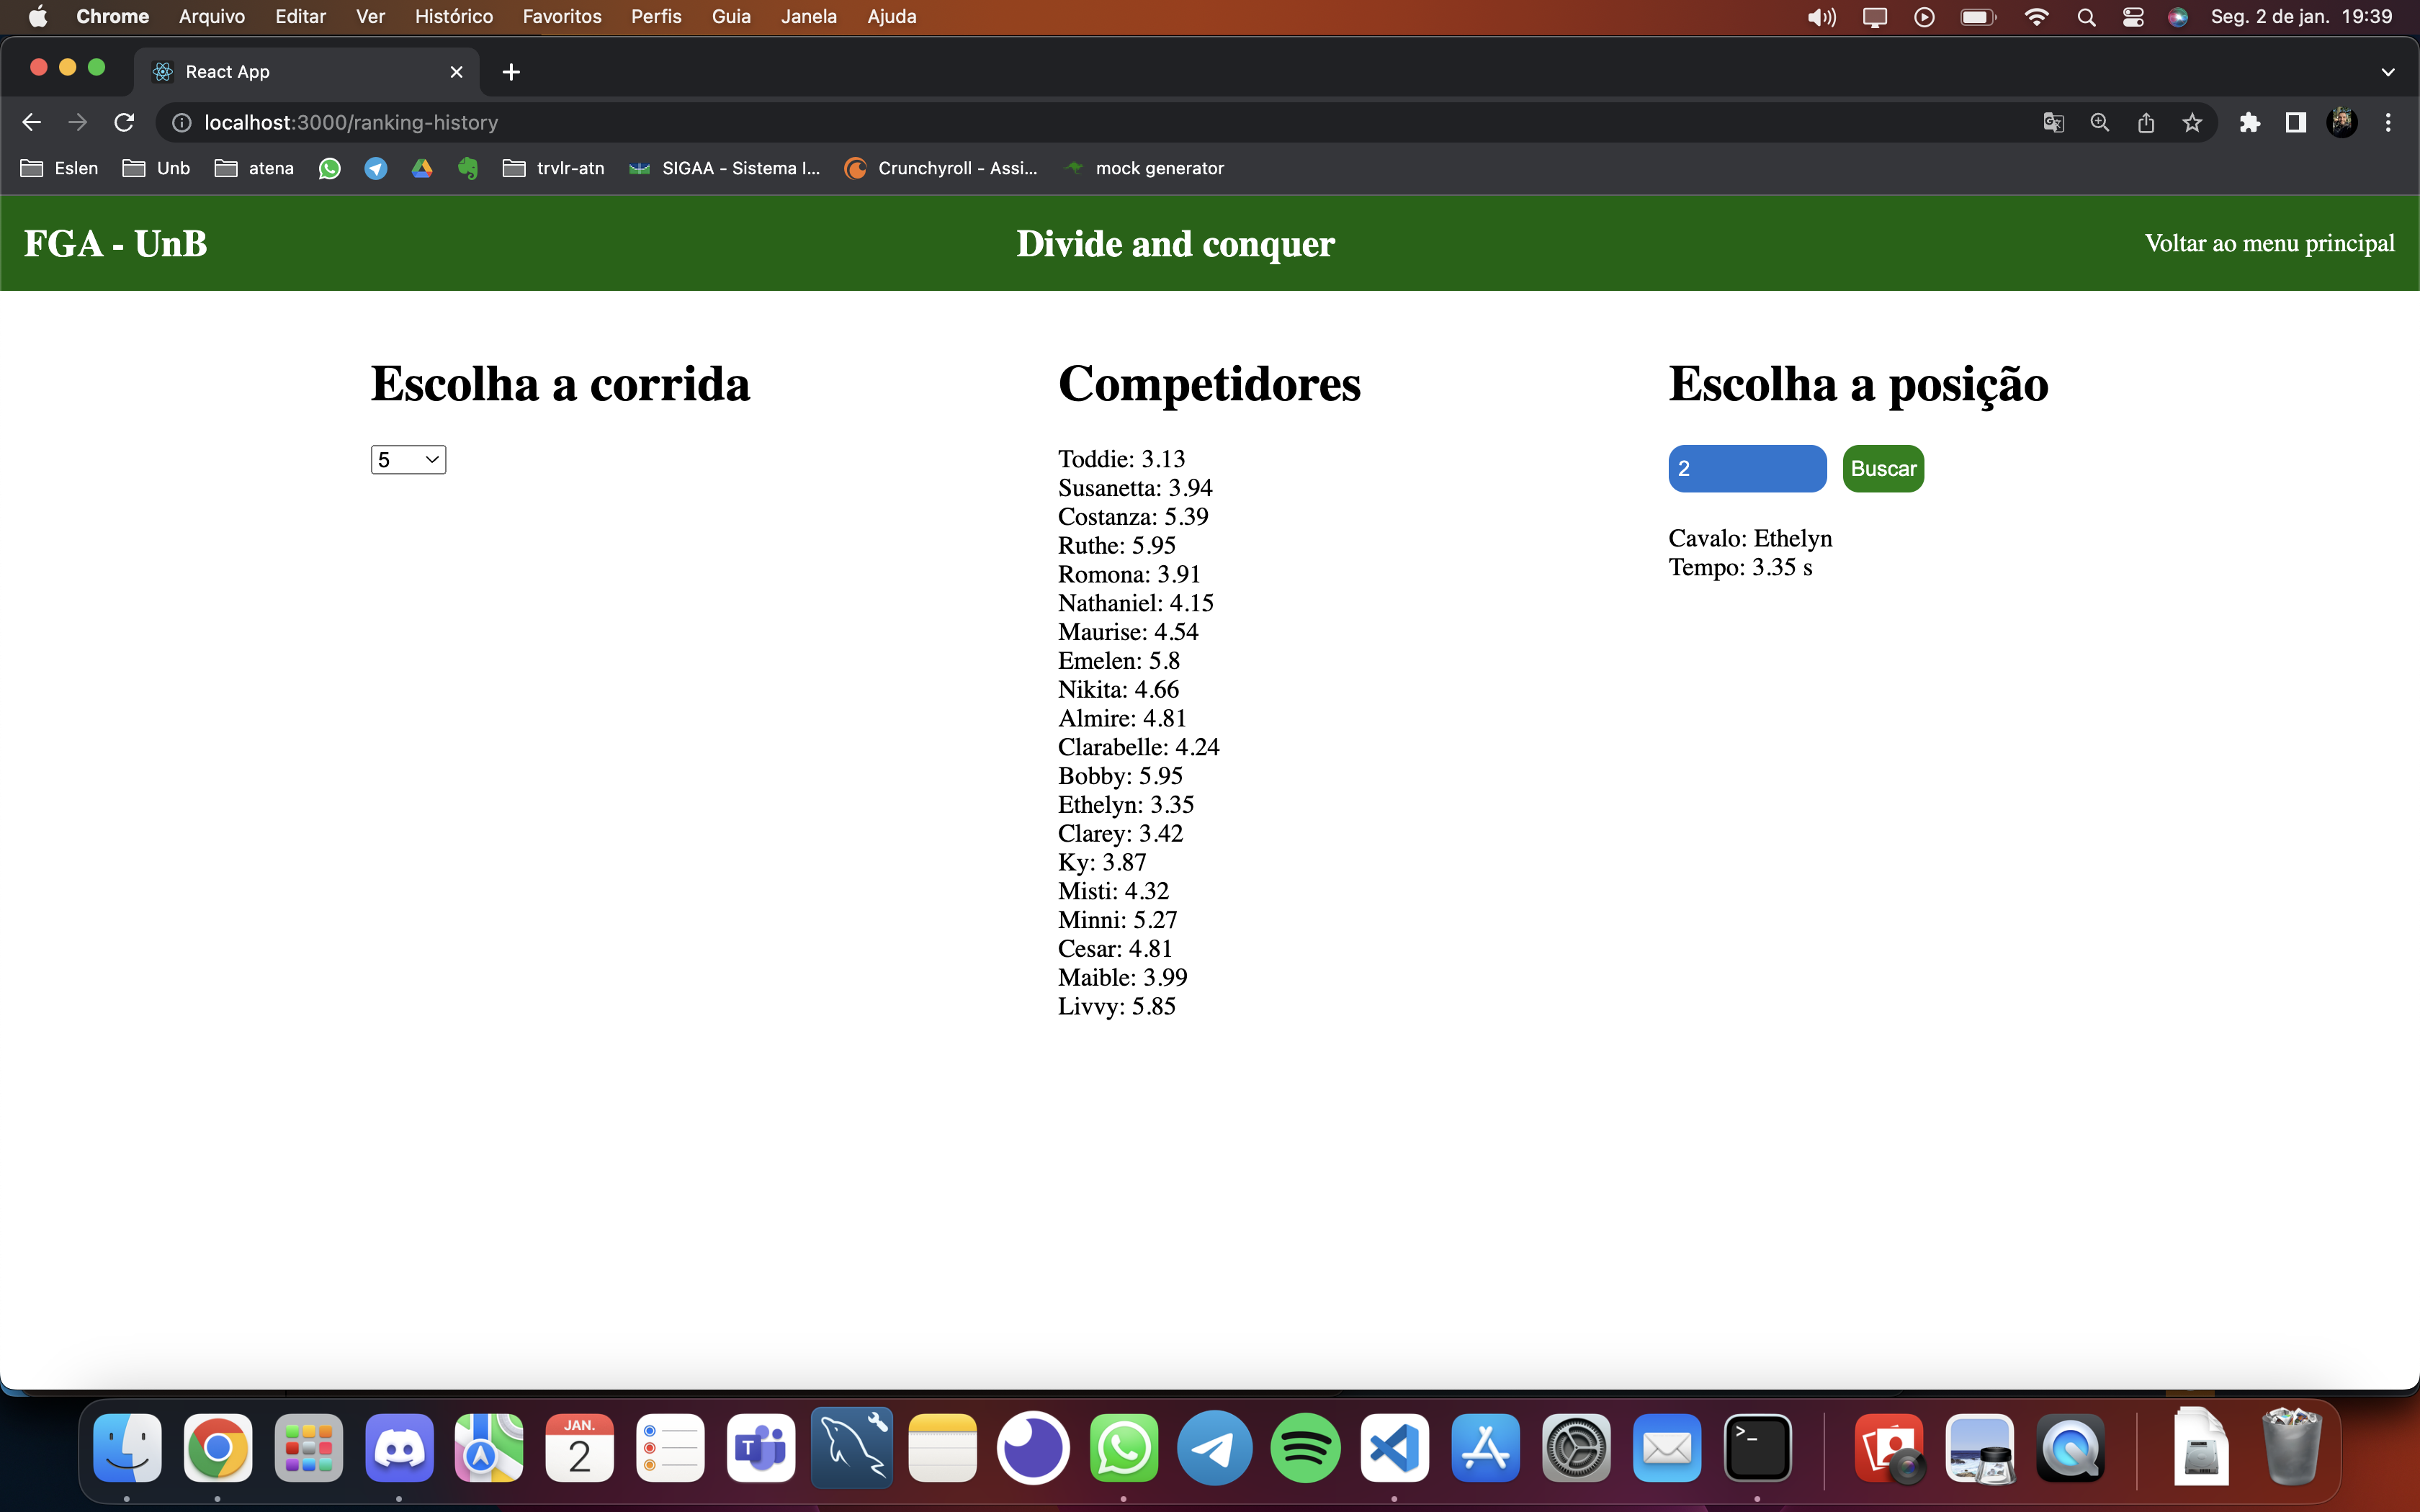 Chrome Arquivo Editar Ver Histórico Favoritos Perfis Guia Janela Ajuda Seg. 2 de jan. 19:39
React App
localhost:3000/ranking-history
Eslen Unb atena trvlr-atn SIGAA - Sistema I... Crunchyroll - Assi... mock generator
FGA - UnB Divide and conquer Voltar ao menu principal
Escolha a corrida
5
Competidores
Toddie: 3.13
Susanetta: 3.94
Costanza: 5.39
Ruthe: 5.95
Romona: 3.91
Nathaniel: 4.15
Maurise: 4.54
Emelen: 5.8
Nikita: 4.66
Almire: 4.81
Clarabelle: 4.24
Bobby: 5.95
Ethelyn: 3.35
Clarey: 3.42
Ky: 3.87
Misti: 4.32
Minni: 5.27
Cesar: 4.81
Maible: 3.99
Livvy: 5.85
Escolha a posição
2 Buscar
Cavalo: Ethelyn
Tempo: 3.35 s
JAN.
2
T
>_